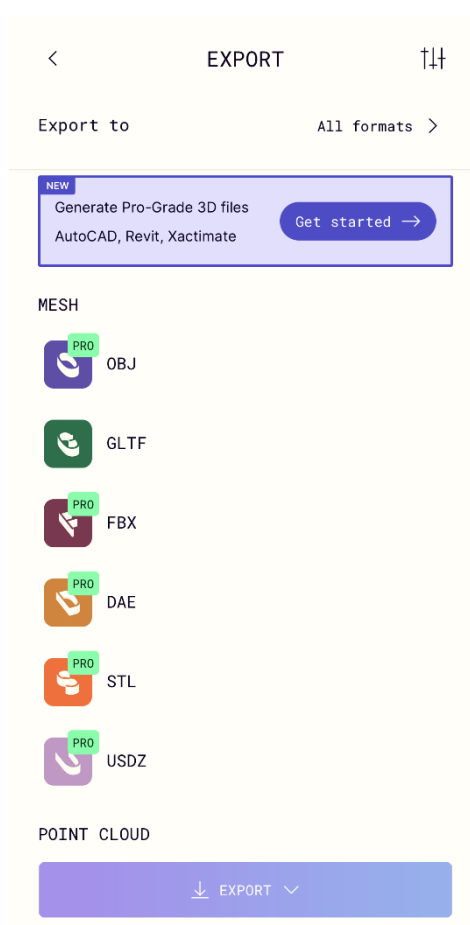 EXPORT
Export to
All formats
NEW
Generate Pro-Grade 3D files
AutoCAD, Revit, Xactimate
Get started
MESH
PRO
OBJ
GLTF
PRO
FBX
PRO
DAE
PRO
STL
PRO
USDZ
POINT CLOUD
EXPORT